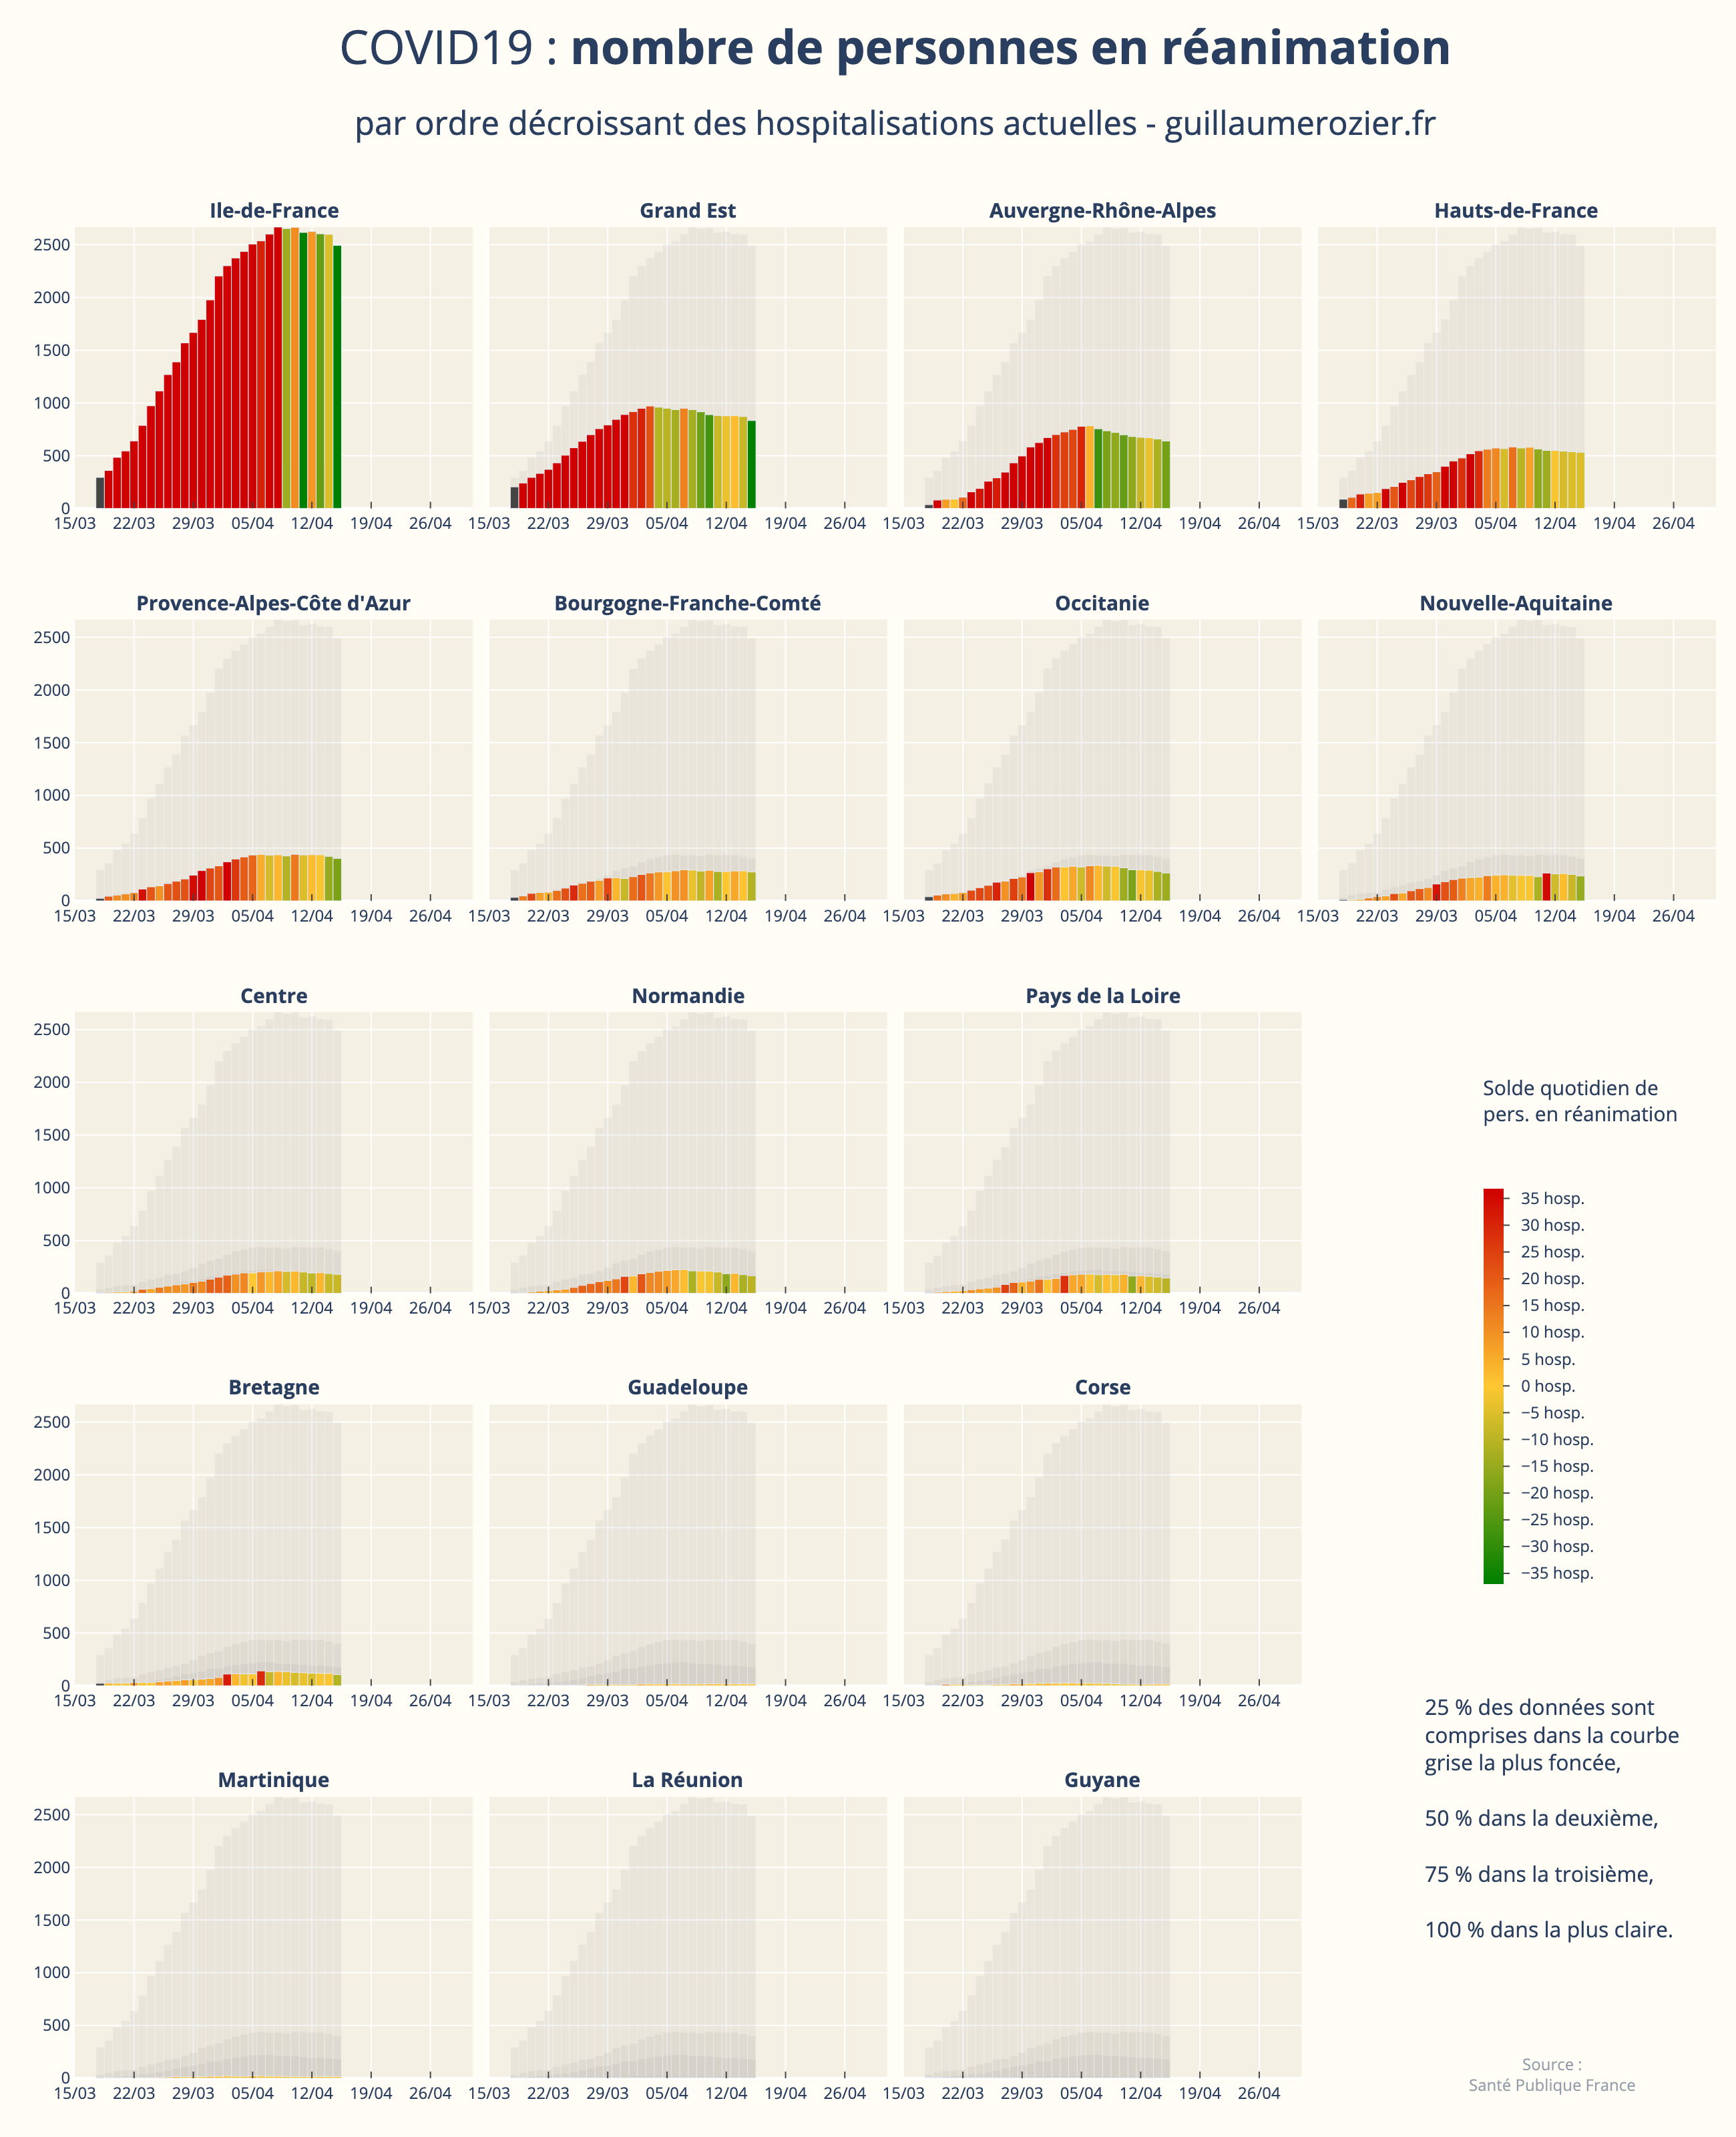 COVID19 : nombre de personnes en réanimation
par ordre décroissant des hospitalisations actuelles - guillaumerozier.fr
Ile-de-France
Grand Est
Auvergne-Rhône-Alpes
Hauts-de-France
2500
2000
1500
1000
500
0
15/03 22/03 29/03 05/04 12/04 19/04 26/04
15/03 22/03 29/03 05/04 12/04 19/04 26/04
15/03 22/03 29/03 05/04 12/04 19/04 26/04
15/03 22/03 29/03 05/04 12/04 19/04 26/04
Provence-Alpes-Côte d'Azur
Bourgogne-Franche-Comté
Occitanie
Nouvelle-Aquitaine
2500
2000
1500
1000
500
0
15/03 22/03 29/03 05/04 12/04 19/04 26/04
15/03 22/03 29/03 05/04 12/04 19/04 26/04
15/03 22/03 29/03 05/04 12/04 19/04 26/04
15/03 22/03 29/03 05/04 12/04 19/04 26/04
Centre
Normandie
Pays de la Loire
2500
2000
1500
1000
500
0
15/03 22/03 29/03 05/04 12/04 19/04 26/04
15/03 22/03 29/03 05/04 12/04 19/04 26/04
15/03 22/03 29/03 05/04 12/04 19/04 26/04
Solde quotidien de
pers. en réanimation
35 hosp.
30 hosp.
25 hosp.
20 hosp.
15 hosp.
10 hosp.
5 hosp.
0 hosp.
−5 hosp.
−10 hosp.
−15 hosp.
−20 hosp.
−25 hosp.
−30 hosp.
−35 hosp.
Bretagne
Guadeloupe
Corse
2500
2000
1500
1000
500
0
15/03 22/03 29/03 05/04 12/04 19/04 26/04
15/03 22/03 29/03 05/04 12/04 19/04 26/04
15/03 22/03 29/03 05/04 12/04 19/04 26/04
25 % des données sont
comprises dans la courbe
grise la plus foncée,
50 % dans la deuxième,
75 % dans la troisième,
100 % dans la plus claire.
Martinique
La Réunion
Guyane
2500
2000
1500
1000
500
0
15/03 22/03 29/03 05/04 12/04 19/04 26/04
15/03 22/03 29/03 05/04 12/04 19/04 26/04
15/03 22/03 29/03 05/04 12/04 19/04 26/04
Source :
Santé Publique France